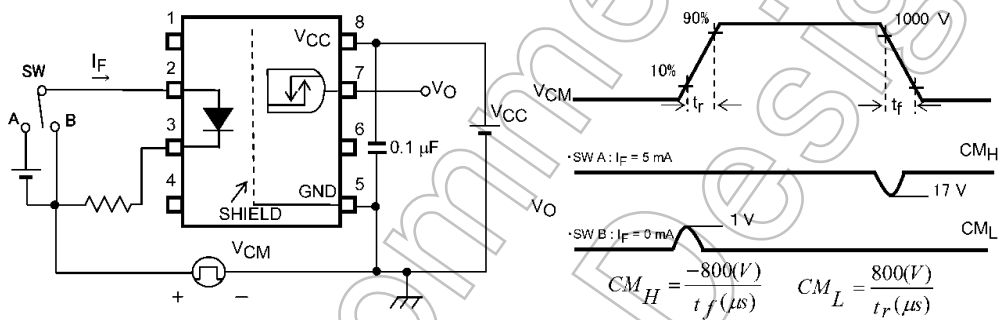 1
8
VCC
SW
IF
2
7
VO
A
B
VCC
3
6
0.1 μF
4
GND
5
SHIELD
VCM
+
−
90%
1000 V
10%
VCM
tr
tf
・SW A : IF = 5 mA
CMH
17 V
VO
1 V
・SW B : IF = 0 mA
CML
CMH = −800(V) / tf (μs)
CML = 800(V) / tr (μs)